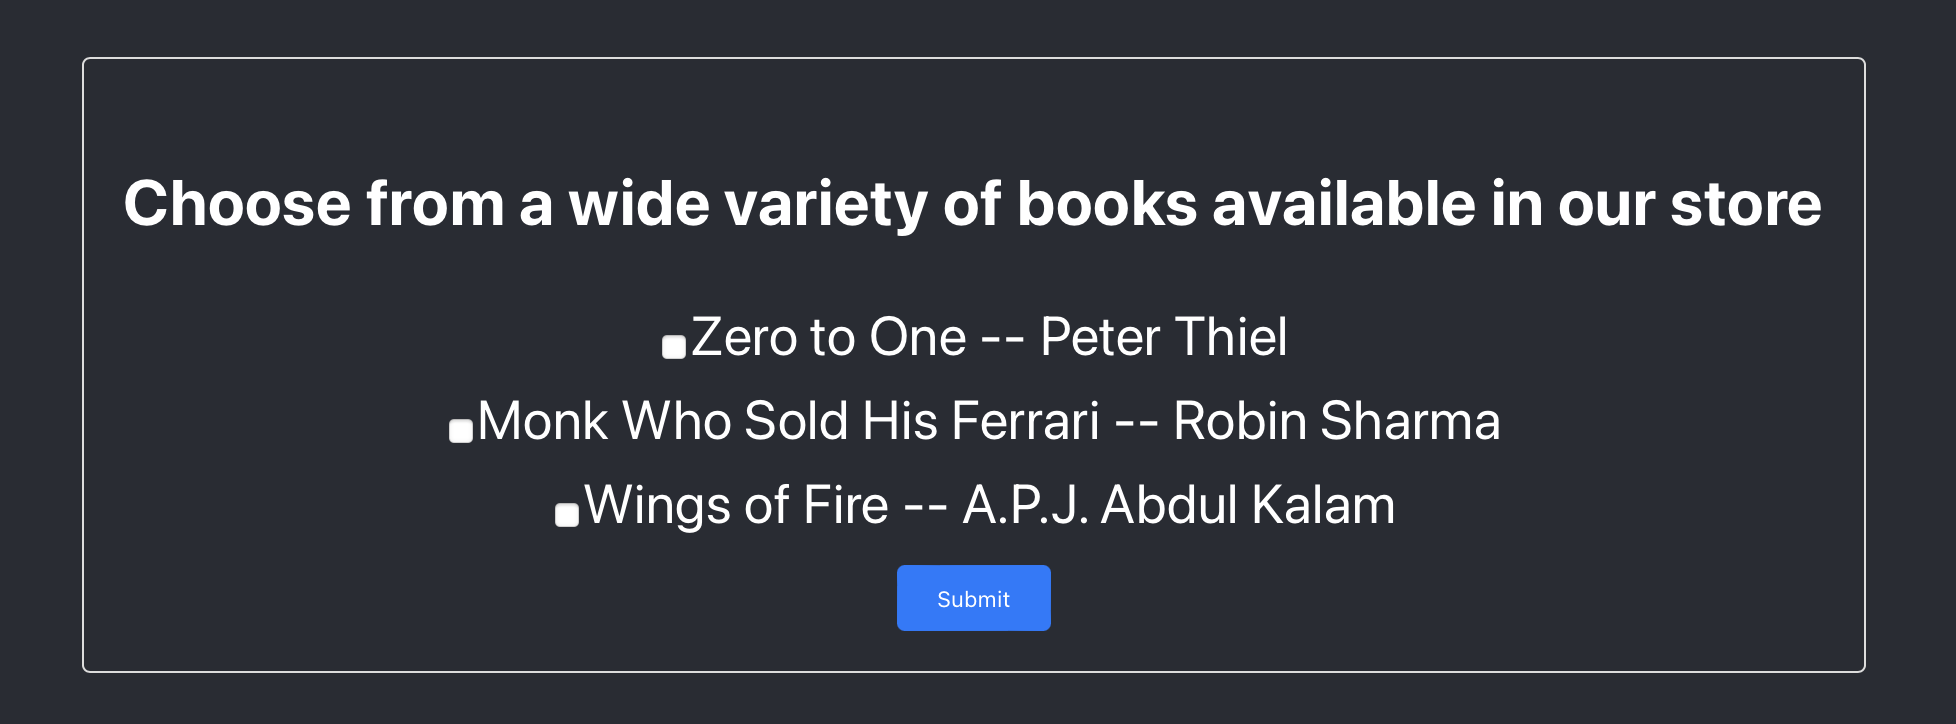 Choose from a wide variety of books available in our store
Zero to One -- Peter Thiel
Monk Who Sold His Ferrari -- Robin Sharma
Wings of Fire -- A.P.J. Abdul Kalam
Submit